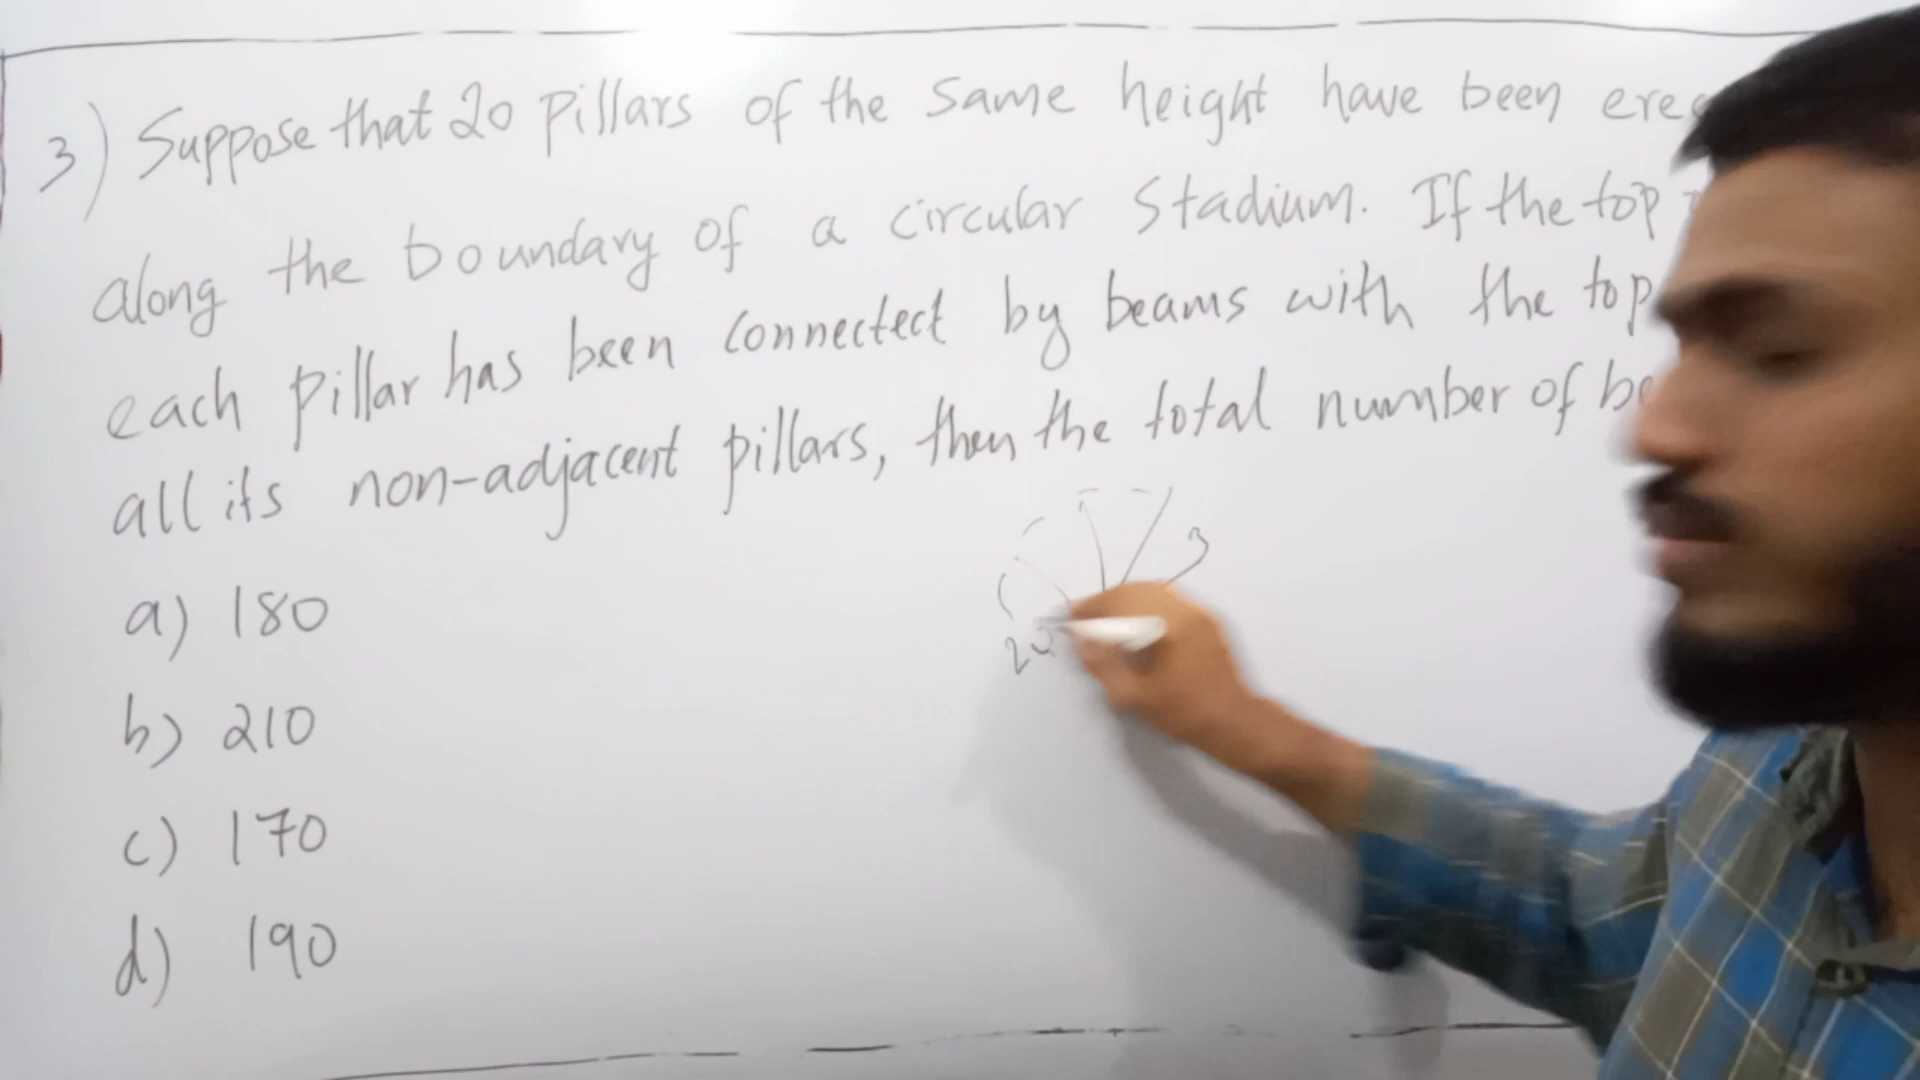 3) Suppose that 20 pillars of the same height have been
along the boundary of a circular stadium. If the top
each pillar has been connected by beams with the top
all its non-adjacent pillars, then the total number of
a) 180
b) 210
c) 170
d) 190
3